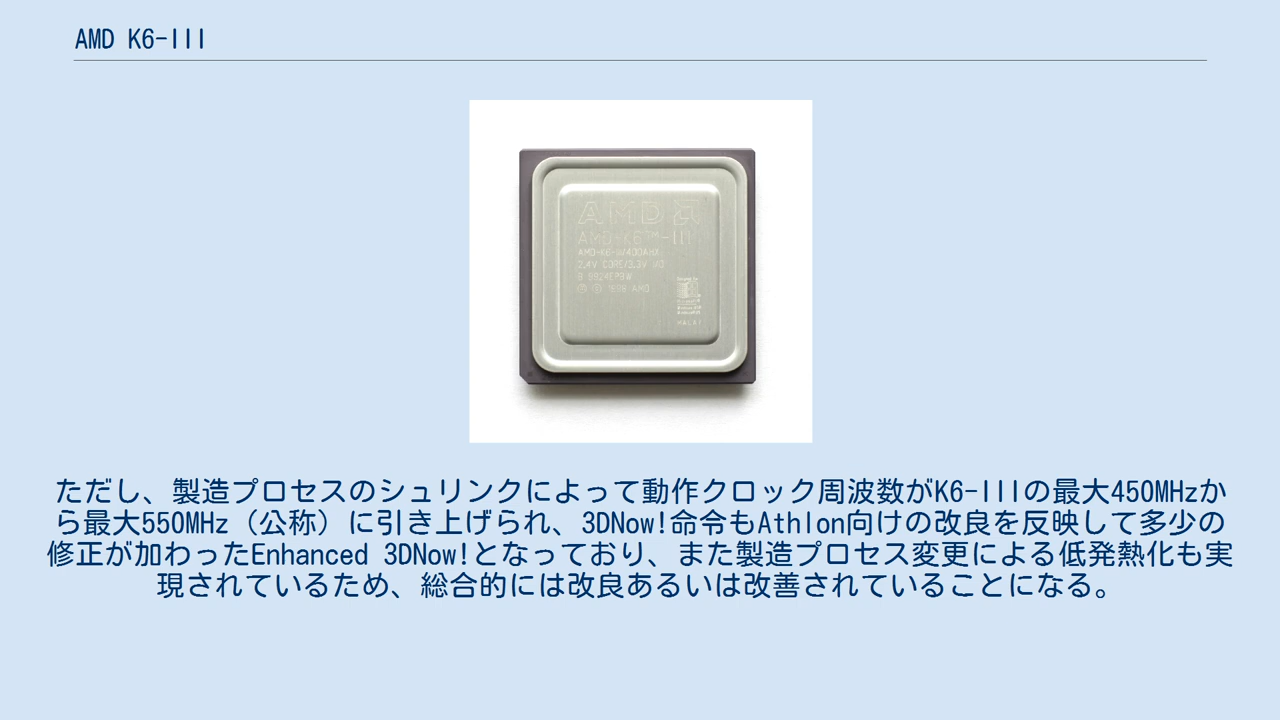 AMD K6-III
AMD
AMD-K6™-III
2.4V CORE/3.3V I/O
ただし、製造プロセスのシュリンクによって動作クロック周波数がK6-IIIの最大450MHzか
ら最大550MHz（公称）に引き上げられ、3DNow!命令もAthlon向けの改良を反映して多少の
修正が加わったEnhanced 3DNow!となっており、また製造プロセス変更による低発熱化も実
現されているため、総合的には改良あるいは改善されていることになる。